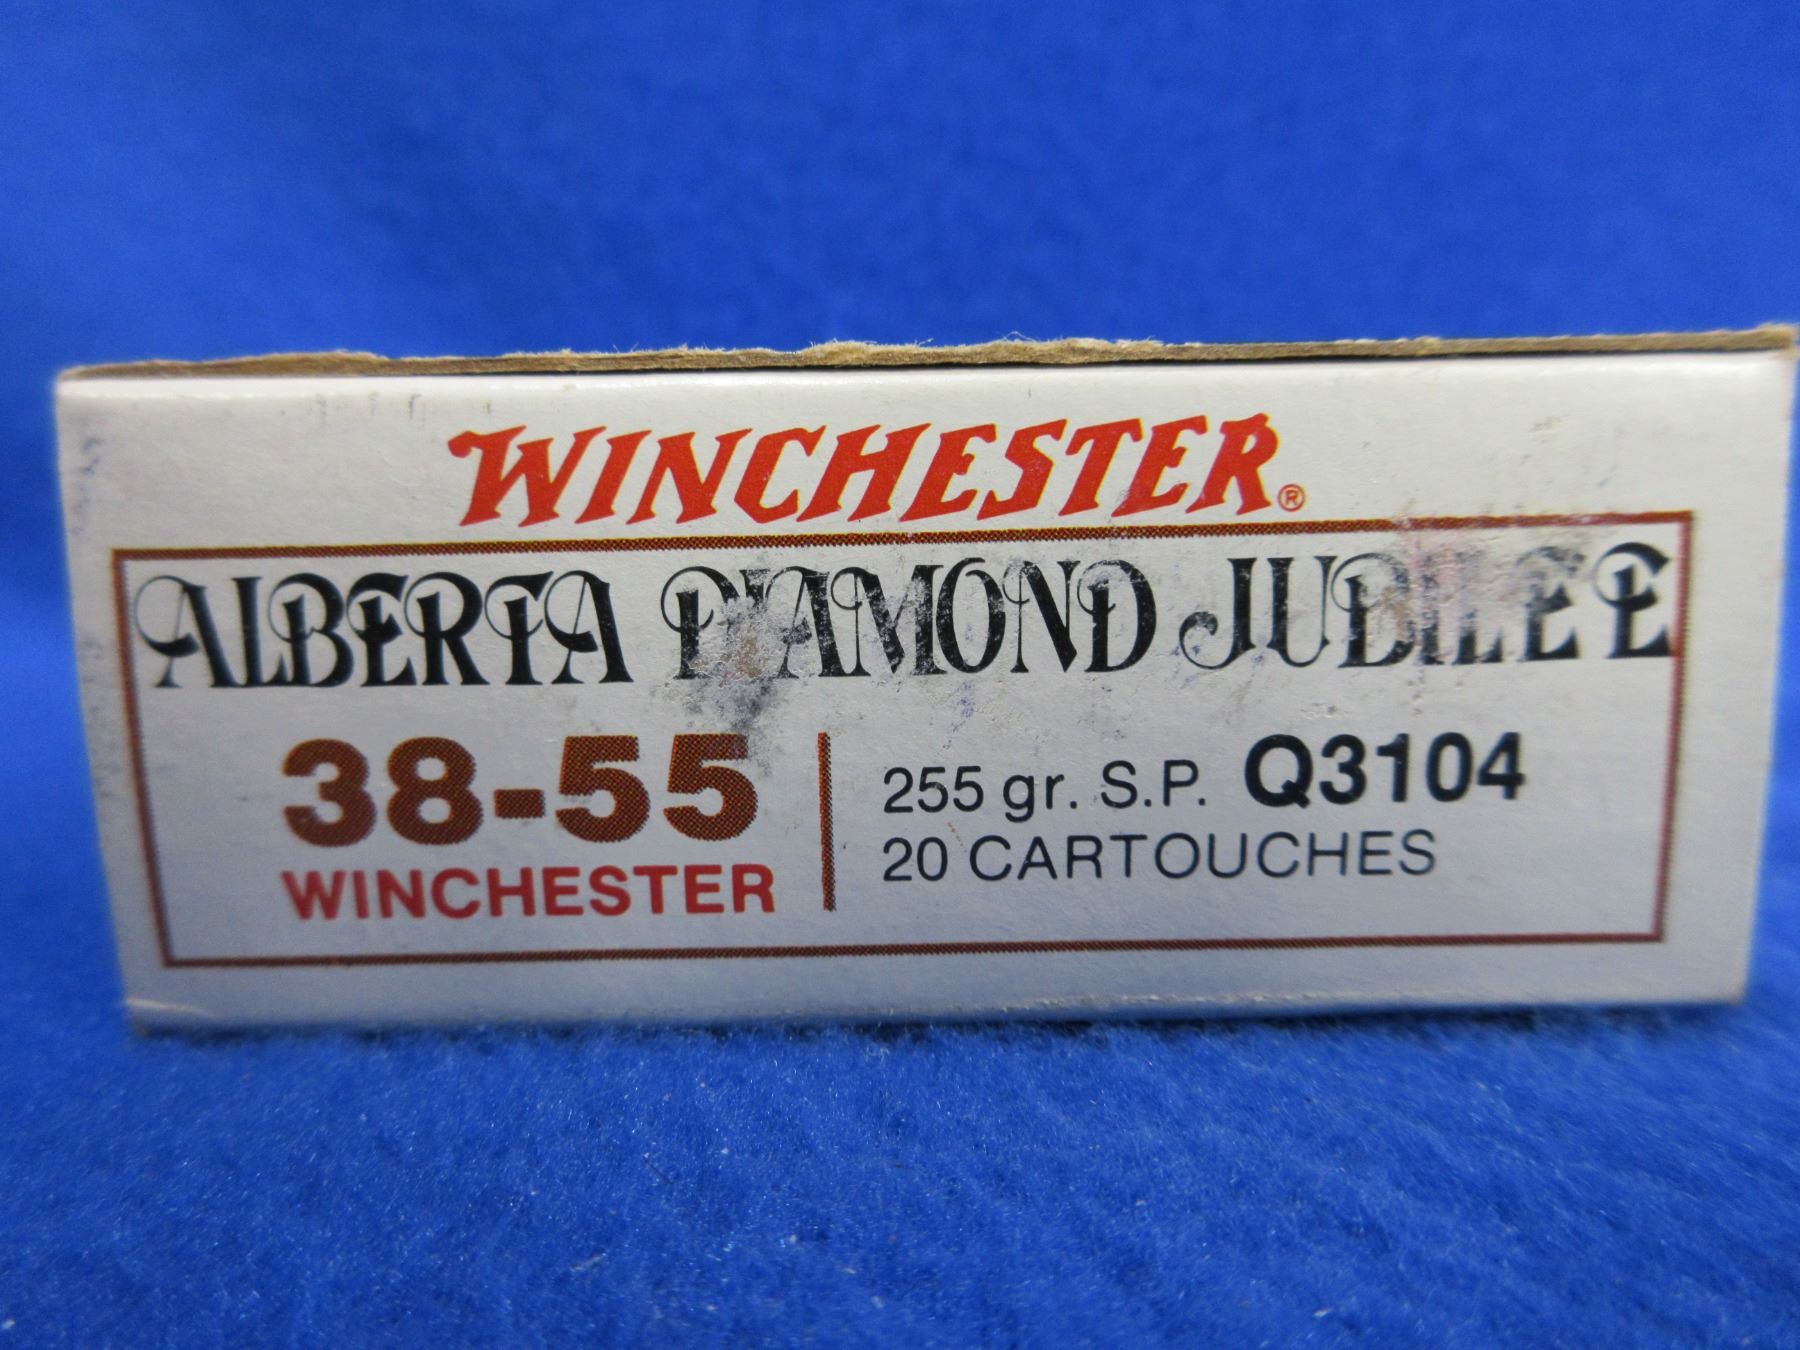 WINCHESTER®
ALBERTA DIAMOND JUBILEE
38-55
WINCHESTER
255 gr. S.P. Q3104
20 CARTOUCHES